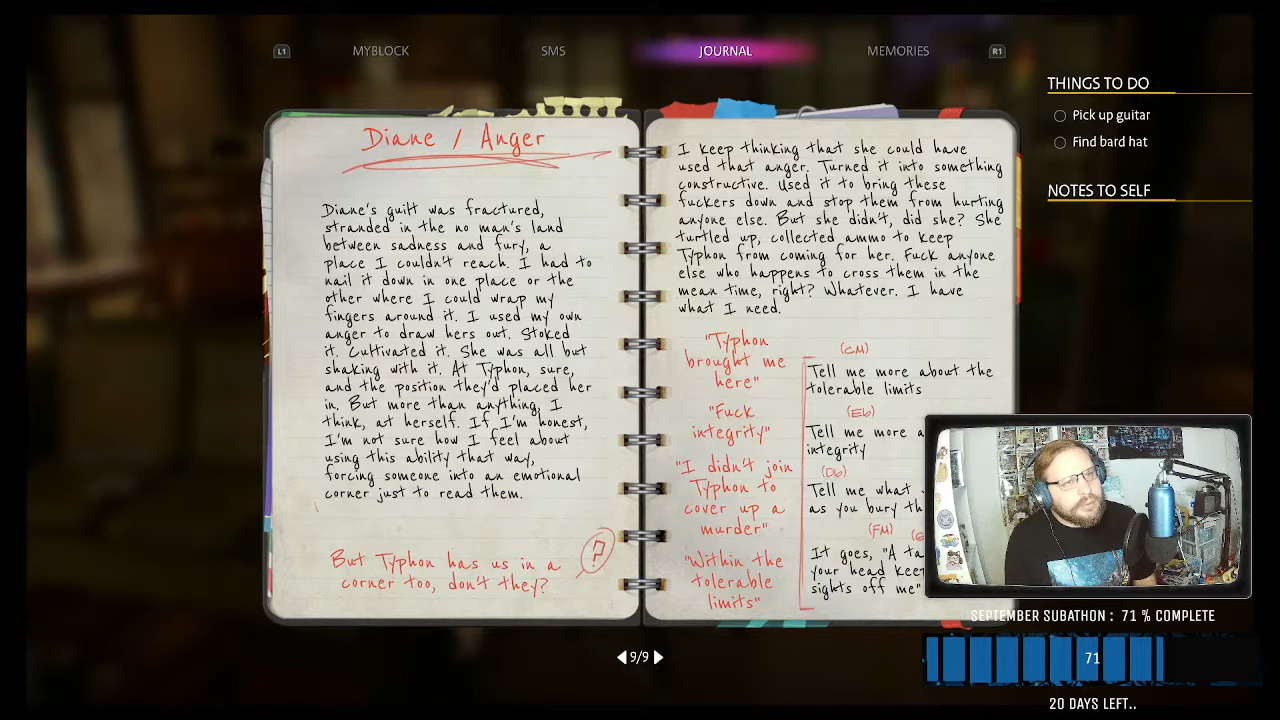 L1
MYBLOCK
SMS
JOURNAL
MEMORIES
R1
THINGS TO DO
Pick up guitar
Find bard hat
NOTES TO SELF
Diane / Anger
Diane's guilt was fractured,
stranded in the no man's land
between sadness and fury, a
place I couldn't reach. I had to
nail it down in one place or the
other where I could wrap my
fingers around it. I used my own
anger to draw hers out. Stoked
it. Cultivated it. She was all but
shaking with it. At Typhon, sure,
and the position they'd placed her
in. But more than anything, I
think, at herself. If I'm honest,
I'm not sure how I feel about
using this ability that way,
forcing someone into an emotional
corner just to read them.
But Typhon has us in a
corner too, don't they?
?
I keep thinking that she could have
used that anger. Turned it into something
constructive. Used it to bring these
fuckers down and stop them from hurting
anyone else. But she didn't, did she? She
turtled up, collected ammo to keep
Typhon from coming for her. Fuck anyone
else who happens to cross them in the
mean time, right? Whatever. I have
what I need.
"Typhon
brought me
here"
"Fuck
integrity"
"I didn't join
Typhon to
cover up a
murder"
"Within the
tolerable
limits"
(CM)
Tell me more about the
tolerable limits
(Eb)
Tell me more a
integrity
(Db)
Tell me what
as you bury th
(FM)
It goes, "A ta
your head kee
sights off me"
9/9
SEPTEMBER SUBATHON : 71 % COMPLETE
71
20 DAYS LEFT..